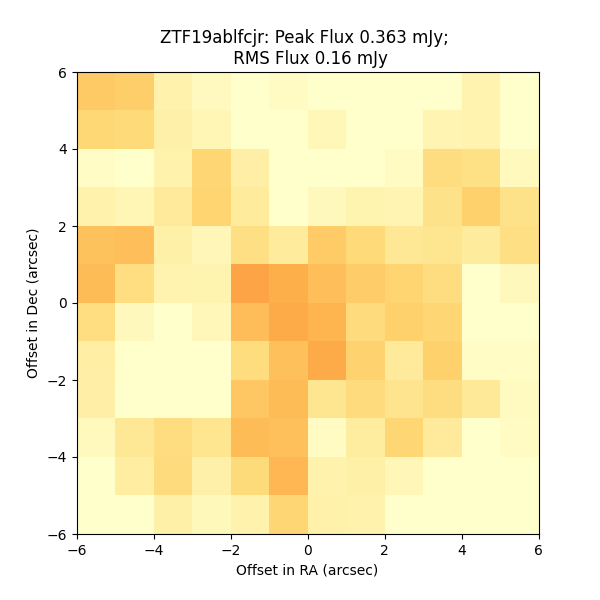 ZTF19ablfcjr: Peak Flux 0.363 mJy;
RMS Flux 0.16 mJy
6
4
2
0
−2
−4
−6
Offset in Dec (arcsec)
−6 −4 −2 0 2 4 6
Offset in RA (arcsec)